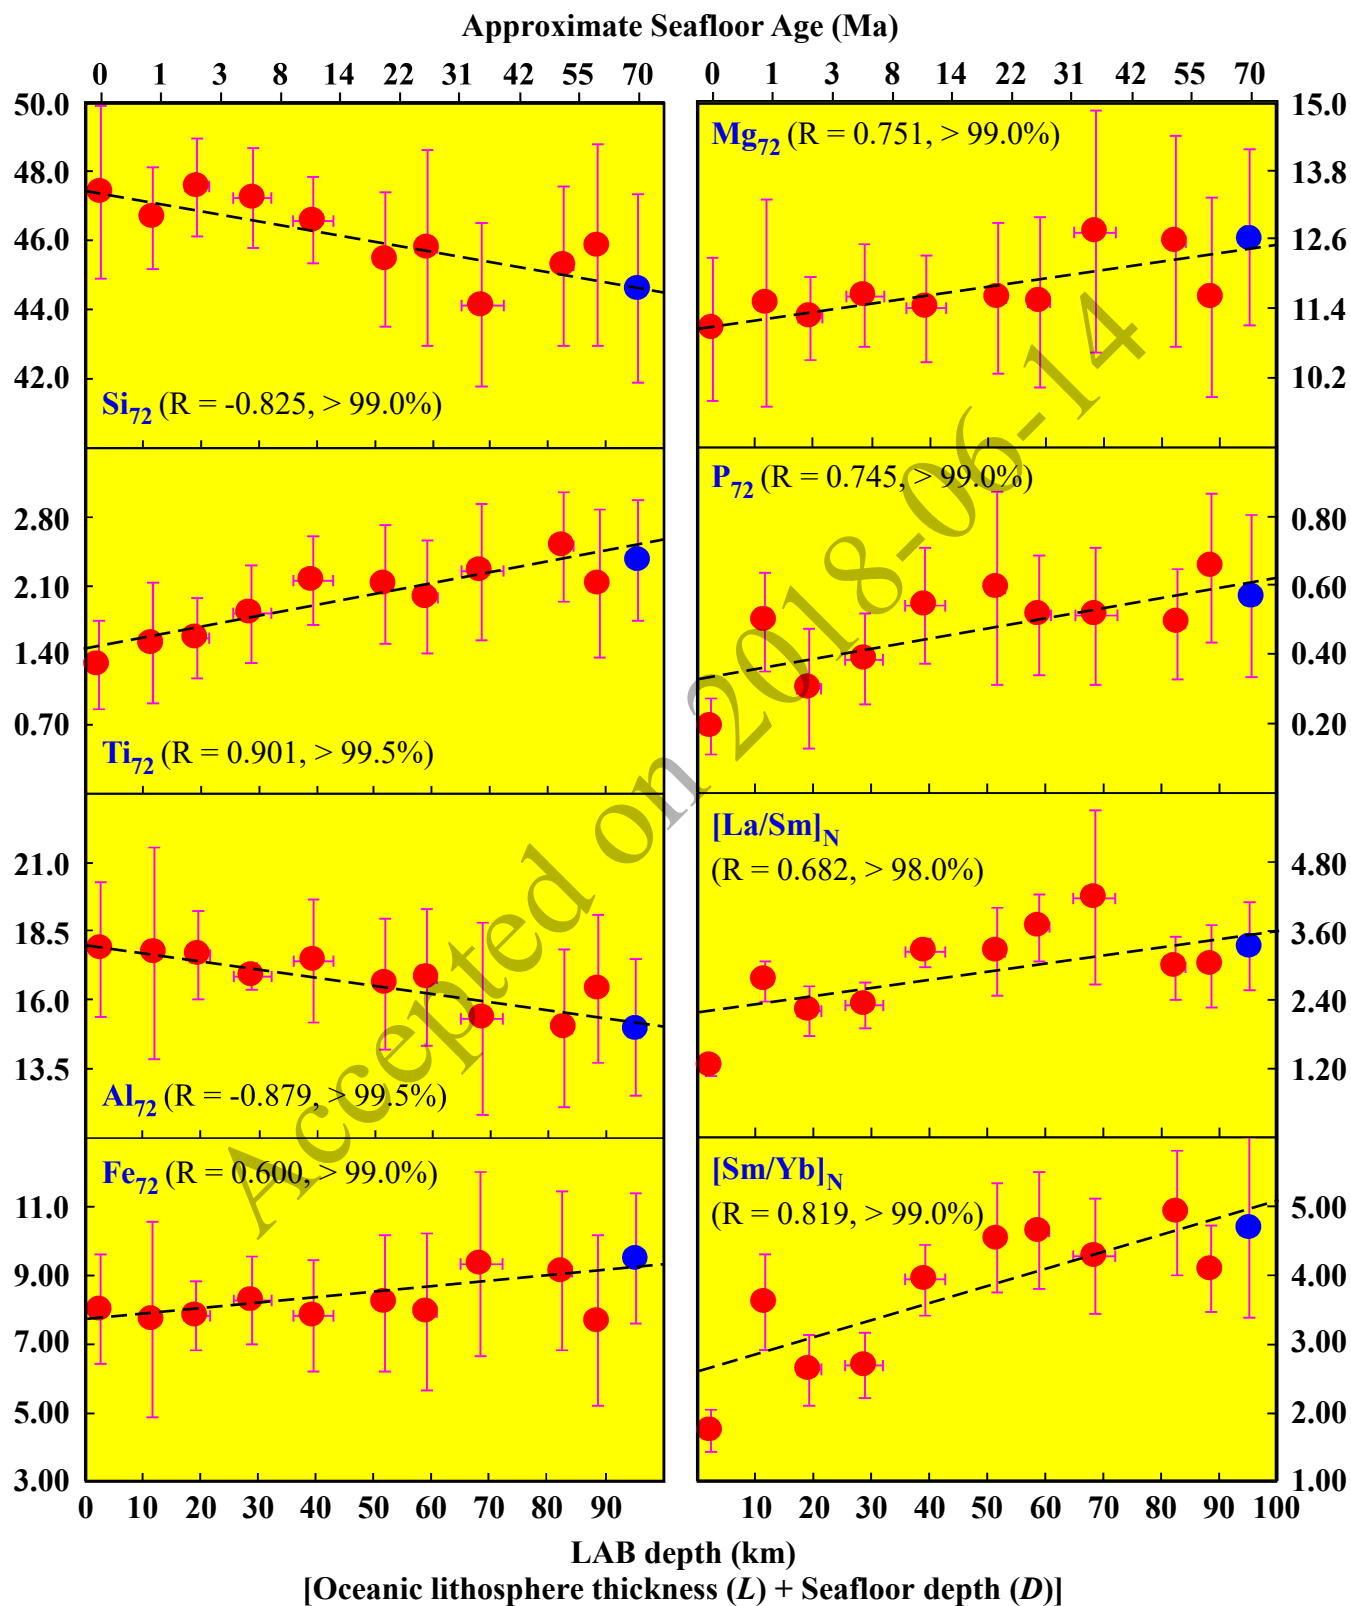 Approximate Seafloor Age (Ma)
0 1 3 8 14 22 31 42 55 70
0 1 3 8 14 22 31 42 55 70
50.0
48.0
46.0
44.0
42.0
Si72 (R = -0.825, > 99.0%)
Mg72 (R = 0.751, > 99.0%)
15.0
13.8
12.6
11.4
10.2
2.80
2.10
1.40
0.70
Ti72 (R = 0.901, > 99.5%)
P72 (R = 0.745, > 99.0%)
0.80
0.60
0.40
0.20
21.0
18.5
16.0
13.5
Al72 (R = -0.879, > 99.5%)
[La/Sm]N
(R = 0.682, > 98.0%)
4.80
3.60
2.40
1.20
Fe72 (R = 0.600, > 99.0%)
11.0
9.00
7.00
5.00
3.00
[Sm/Yb]N
(R = 0.819, > 99.0%)
5.00
4.00
3.00
2.00
1.00
0 10 20 30 40 50 60 70 80 90
10 20 30 40 50 60 70 80 90 100
LAB depth (km)
[Oceanic lithosphere thickness (L) + Seafloor depth (D)]
Accepted on 2018-06-14